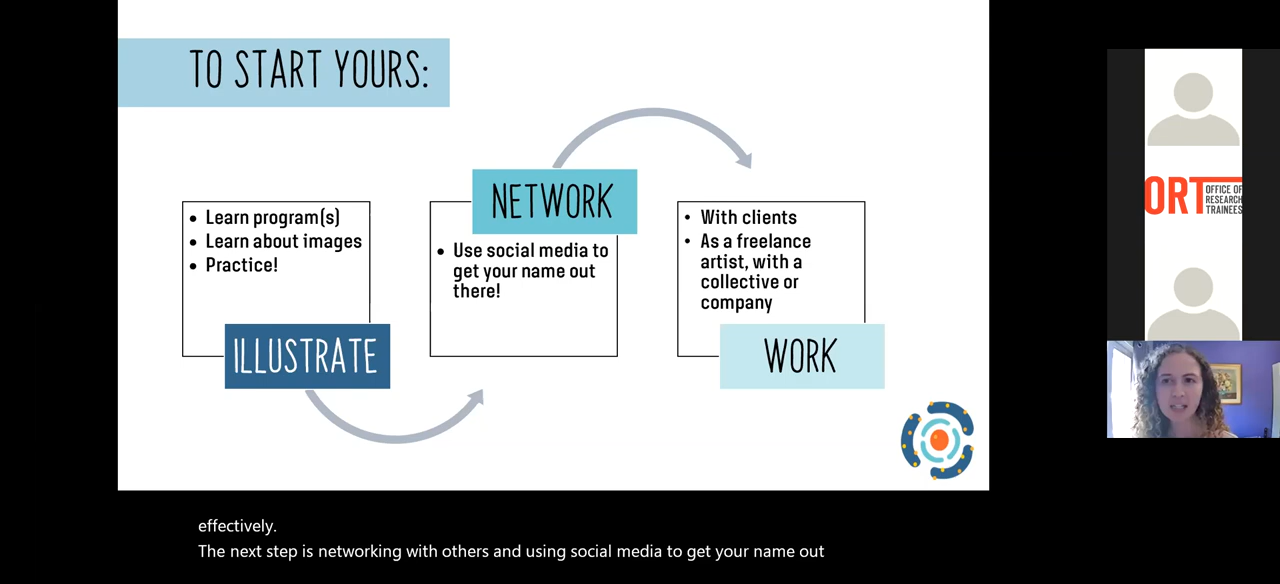 TO START YOURS:
• Learn program(s)
• Learn about images
• Practice!
ILLUSTRATE
NETWORK
• Use social media to
get your name out
there!
• With clients
• As a freelance
artist, with a
collective or
company
WORK
ORT
OFFICE OF
RESEARCH
TRAINEES
effectively.
The next step is networking with others and using social media to get your name out